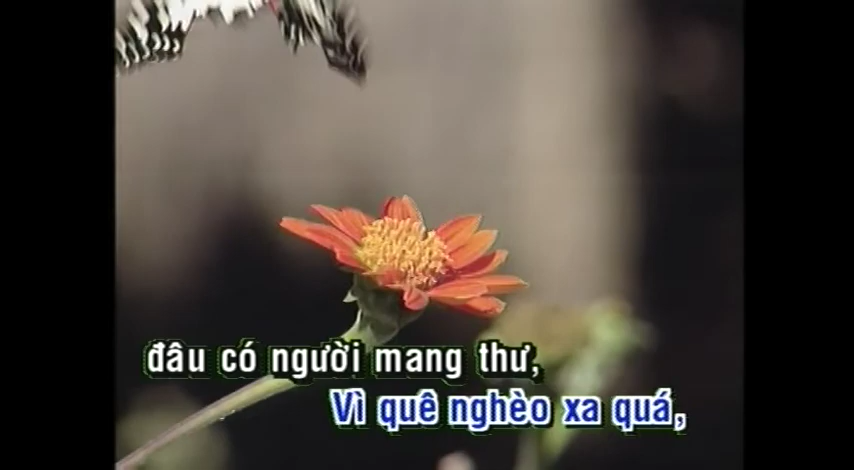 đâu có người mang thư,
Vì quê nghèo xa quá,